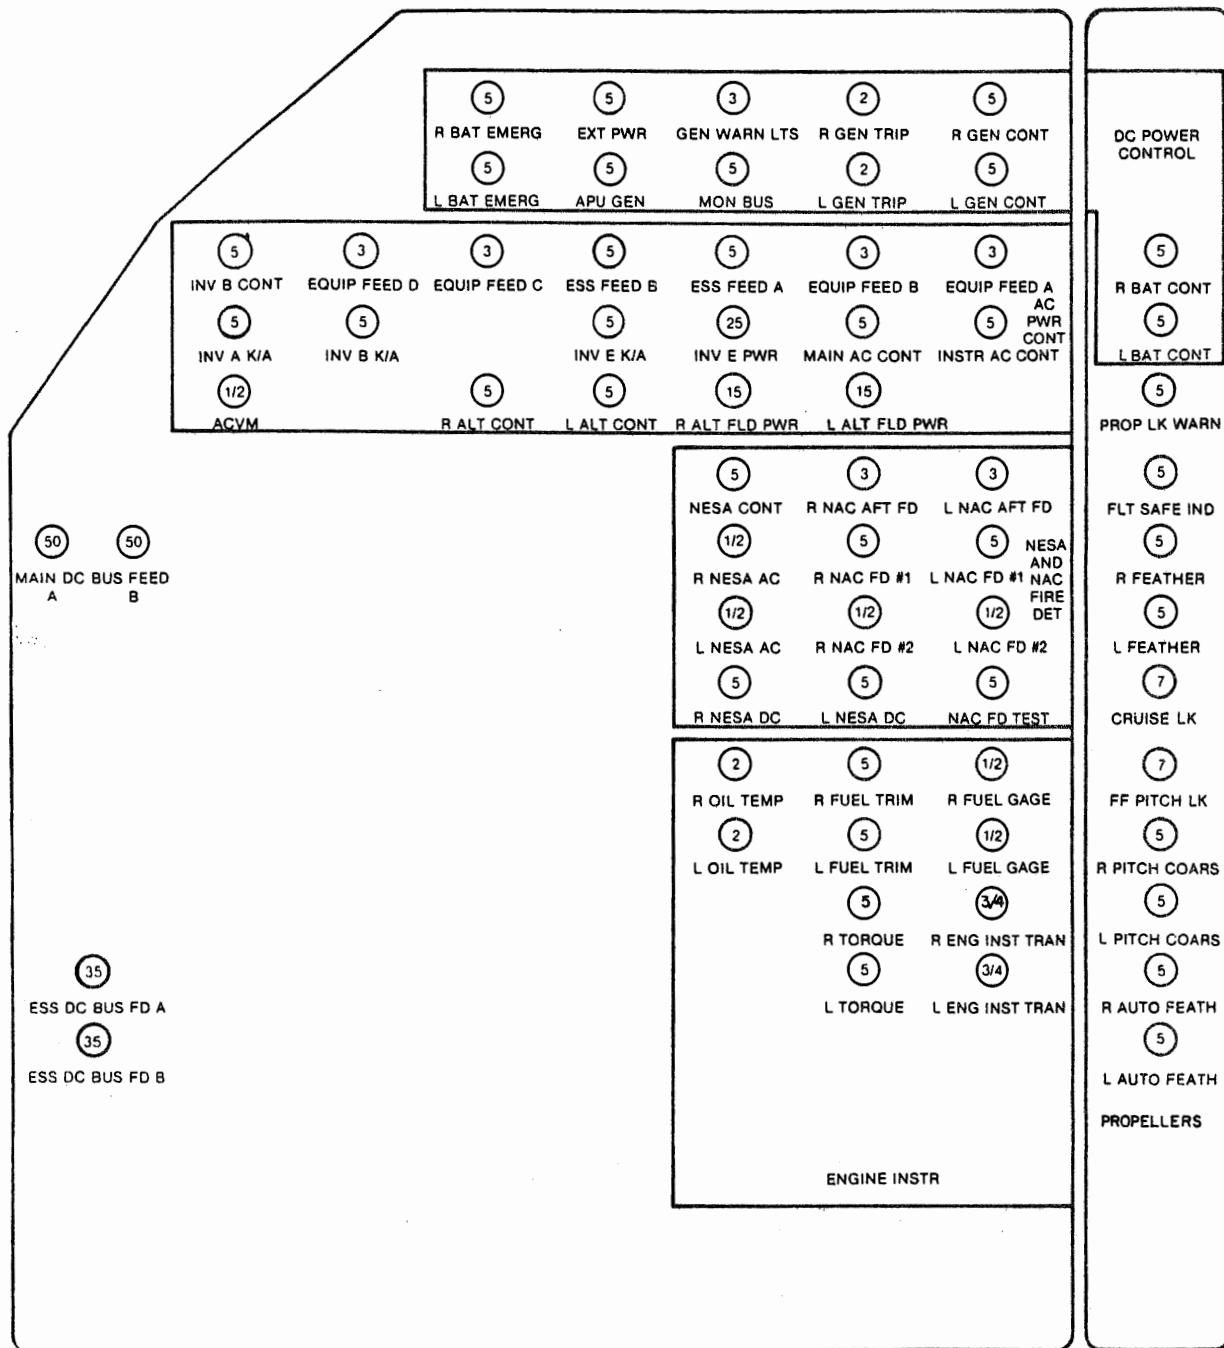 5 5 3 2 5
R BAT EMERG EXT PWR GEN WARN LTS R GEN TRIP R GEN CONT
5 5 5 2 5
L BAT EMERG APU GEN MON BUS L GEN TRIP L GEN CONT
DC POWER
CONTROL
5 3 3 5 5 3 3
INV B CONT EQUIP FEED D EQUIP FEED C ESS FEED B ESS FEED A EQUIP FEED B EQUIP FEED A
5 5 5 25 5 5
INV A K/A INV B K/A INV E K/A INV E PWR MAIN AC CONT INSTR AC CONT
AC
PWR
CONT
1/2 5 5 15 15
ACVM R ALT CONT L ALT CONT R ALT FLD PWR L ALT FLD PWR
5
R BAT CONT
5
L BAT CONT
5
PROP LK WARN
5 3 3
NESA CONT R NAC AFT FD L NAC AFT FD
1/2 5 5
R NESA AC R NAC FD #1 L NAC FD #1
NESA
AND
NAC
FIRE
DET
1/2 1/2 1/2
L NESA AC R NAC FD #2 L NAC FD #2
5 5 5
R NESA DC L NESA DC NAC FD TEST
5
FLT SAFE IND
5
R FEATHER
5
L FEATHER
7
CRUISE LK
50 50
MAIN DC BUS FEED
A B
2 5 1/2
R OIL TEMP R FUEL TRIM R FUEL GAGE
2 5 1/2
L OIL TEMP L FUEL TRIM L FUEL GAGE
5 3/4
R TORQUE R ENG INST TRAN
5 3/4
L TORQUE L ENG INST TRAN
ENGINE INSTR
7
FF PITCH LK
5
R PITCH COARS
5
L PITCH COARS
5
R AUTO FEATH
5
L AUTO FEATH
PROPELLERS
35
ESS DC BUS FD A
35
ESS DC BUS FD B